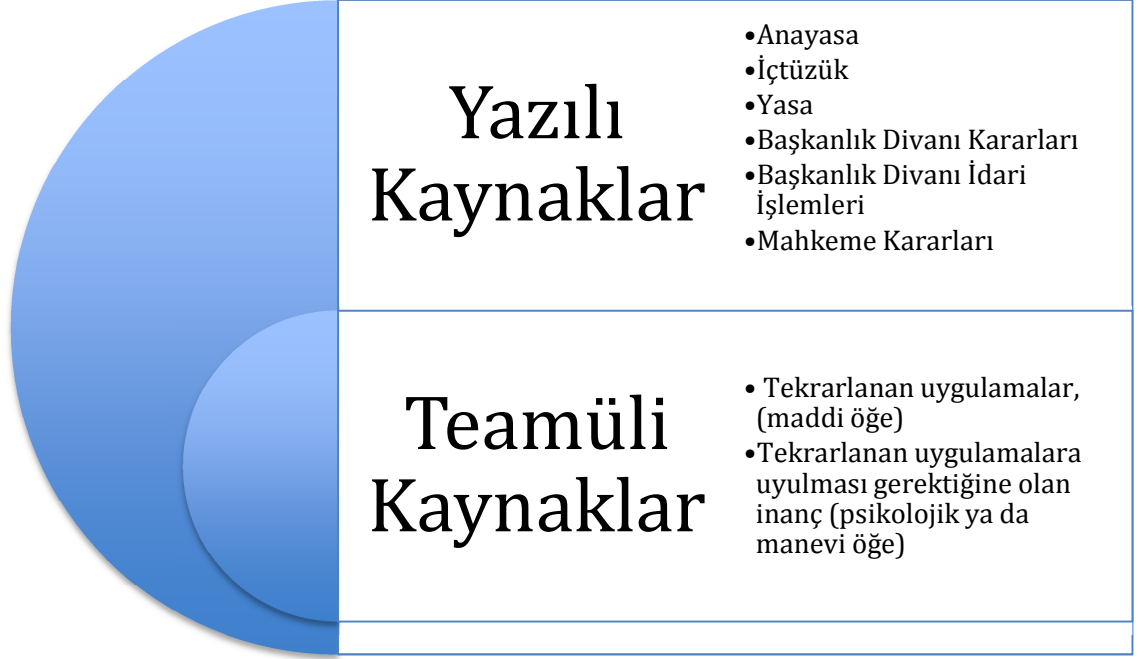 Yazılı
Kaynaklar
•Anayasa
•İçtüzük
•Yasa
•Başkanlık Divanı Kararları
•Başkanlık Divanı İdari
İşlemleri
•Mahkeme Kararları
Teamüli
Kaynaklar
• Tekrarlanan uygulamalar,
(maddi öğe)
•Tekrarlanan uygulamalara
uyulması gerektiğine olan
inanç (psikolojik ya da
manevi öğe)